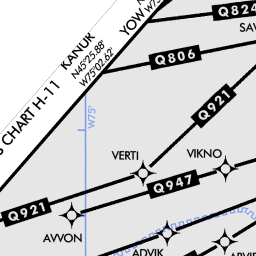 Q824
SAV
YOW
KANUK
N45°25.88'
W75°02.62'
W75°
Q806
CHART H-11
Q921
W75°
VERTI
VIKNO
Q947
Q921
AVVON
ADVIK